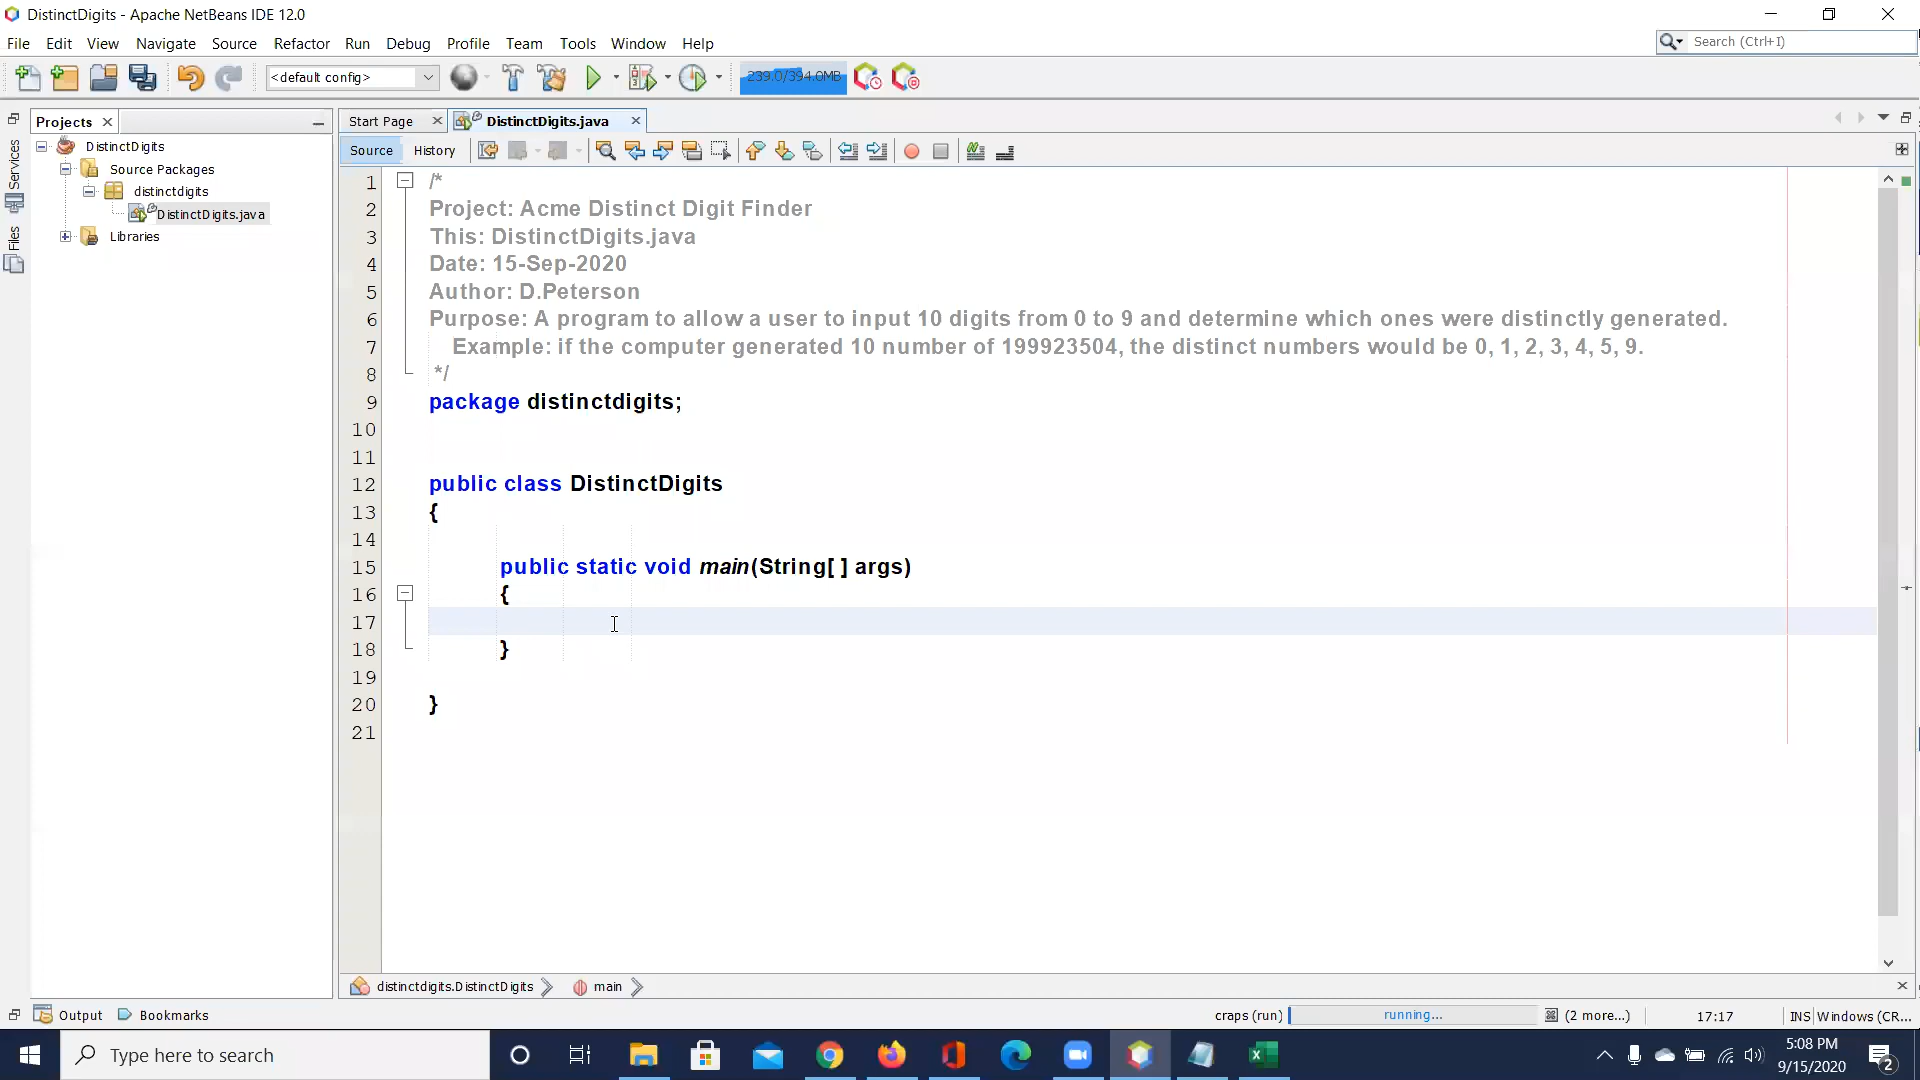 DistinctDigits - Apache NetBeans IDE 12.0
File Edit View Navigate Source Refactor Run Debug Profile Team Tools Window Help
Search (Ctrl+I)
<default config>
239.0/394.0MB
Projects
Start Page DistinctDigits.java
Source History
Services
Files
DistinctDigits
Source Packages
distinctdigits
DistinctDigits.java
Libraries
1 /*
2 Project: Acme Distinct Digit Finder
3 This: DistinctDigits.java
4 Date: 15-Sep-2020
5 Author: D.Peterson
6 Purpose: A program to allow a user to input 10 digits from 0 to 9 and determine which ones were distinctly generated.
7 Example: if the computer generated 10 number of 199923504, the distinct numbers would be 0, 1, 2, 3, 4, 5, 9.
8 */
9 package distinctdigits;
10
11
12 public class DistinctDigits
13 {
14
15 public static void main(String[ ] args)
16 {
17
18 }
19
20 }
21
distinctdigits.DistinctDigits main
Output Bookmarks craps (run) running... (2 more...) 17:17 INS Windows (CR...
Type here to search
5:08 PM
9/15/2020
2